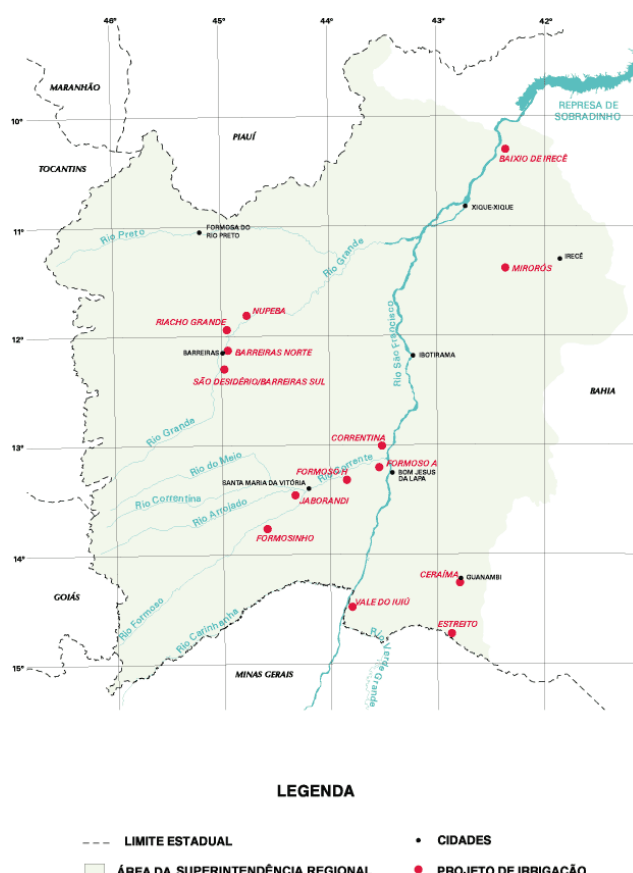 46°
45°
44°
43°
42°
MARANHÃO
10°
REPRESA DE
SOBRADINHO
PIAUÍ
BAIXIO DE IRECÊ
TOCANTINS
XIQUE-XIQUE
11°
FORMOSA DO
RIO PRETO
Rio Preto
Rio Grande
IRECÊ
MIRORÓS
NUPEBA
RIACHO GRANDE
Rio São Francisco
12°
BARREIRAS
BARREIRAS NORTE
IBOTIRAMA
SÃO DESIDÉRIO/BARREIRAS SUL
BAHIA
Rio Grande
CORRENTINA
13°
Rio do Meio
Rio Corrente
FORMOSO A
FORMOSO H
BOM JESUS
DA LAPA
SANTA MARIA DA VITÓRIA
Rio Correntina
JABORANDI
Rio Arrojado
FORMOSINHO
14°
CERAÍMA
GUANAMBI
GOIÁS
Rio Formoso
VALE DO IUIÚ
ESTREITO
Rio Carinhanha
Rio Verde Grande
15°
MINAS GERAIS
LEGENDA
LIMITE ESTADUAL
CIDADES
ÁREA DA SUPERINTENDÊNCIA REGIONAL
PROJETO DE IRRIGAÇÃO